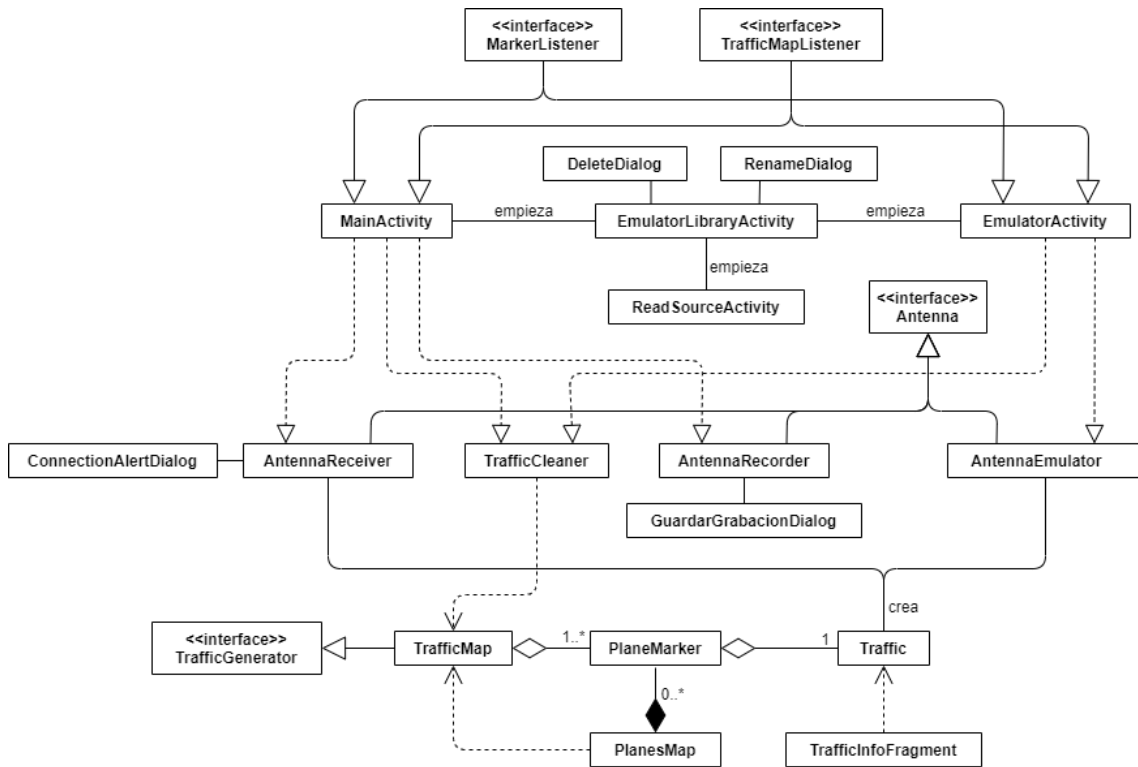 <<interface>>
MarkerListener
<<interface>>
TrafficMapListener
DeleteDialog
RenameDialog
MainActivity
empieza
EmulatorLibraryActivity
empieza
EmulatorActivity
empieza
ReadSourceActivity
<<interface>>
Antenna
ConnectionAlertDialog
AntennaReceiver
TrafficCleaner
AntennaRecorder
AntennaEmulator
GuardarGrabacionDialog
crea
<<interface>>
TrafficGenerator
TrafficMap
1..*
PlaneMarker
1
Traffic
0..*
PlanesMap
TrafficInfoFragment